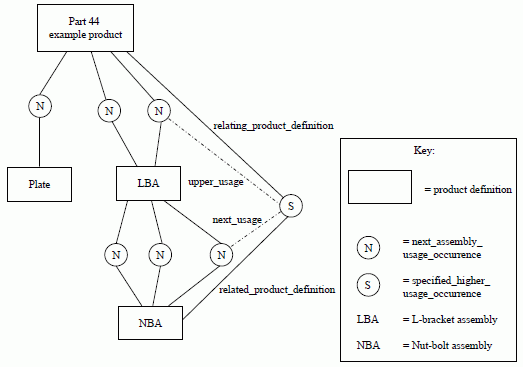 Part 44
example product
N
N
N
relating_product_definition
Plate
LBA
upper_usage
S
next_usage
N
N
N
related_product_definition
NBA
Key:
= product definition
N
= next_assembly_
usage_occurrence
S
= specified_higher_
usage_occurrence
LBA = L-bracket assembly
NBA = Nut-bolt assembly